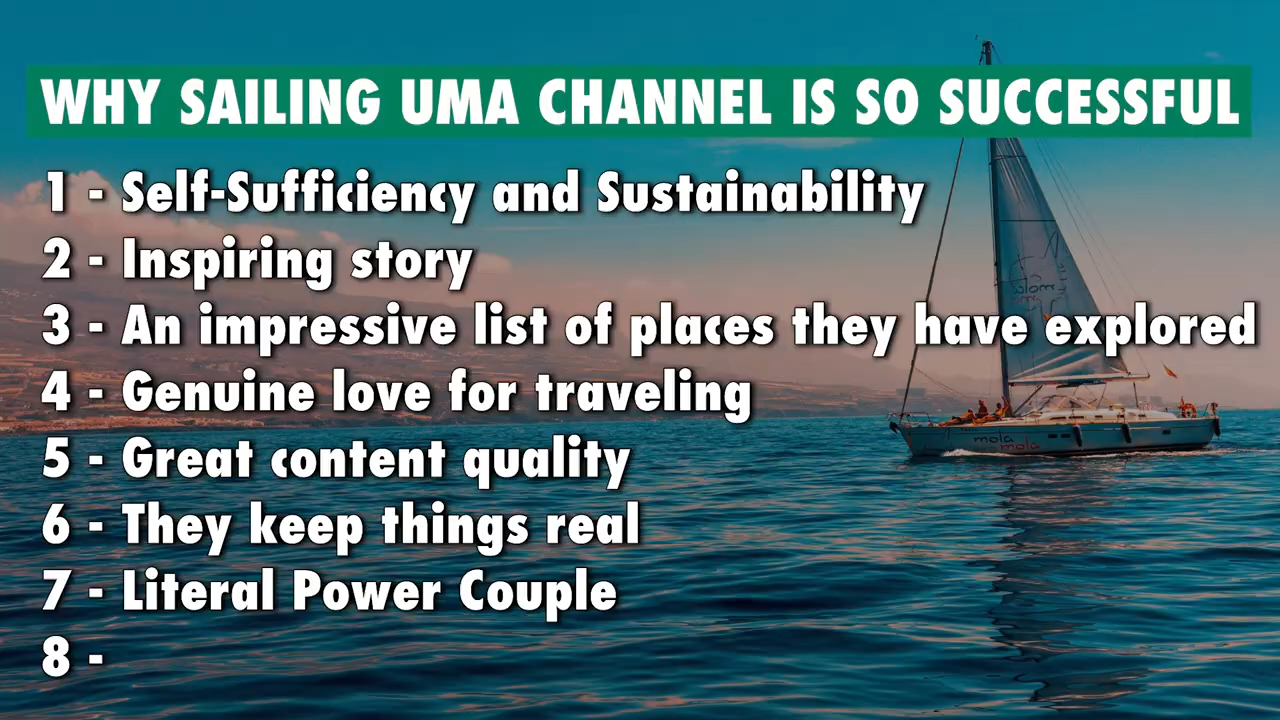 WHY SAILING UMA CHANNEL IS SO SUCCESSFUL
1 - Self-Sufficiency and Sustainability
2 - Inspiring story
3 - An impressive list of places they have explored
4 - Genuine love for traveling
5 - Great content quality
6 - They keep things real
7 - Literal Power Couple
8 -
mola
mola